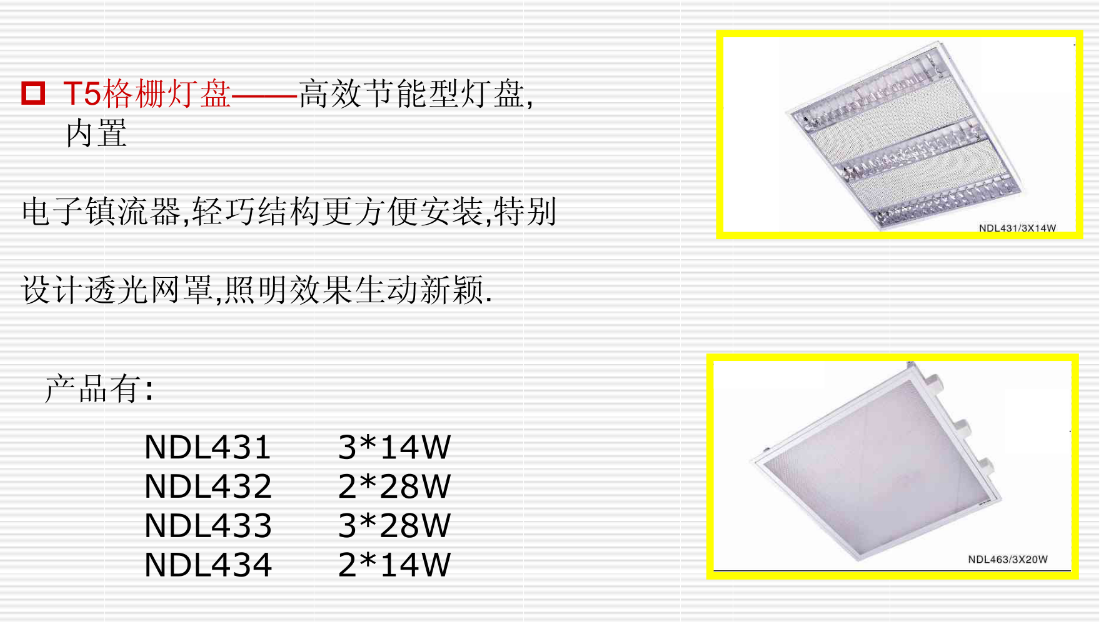 T5格栅灯盘——高效节能型灯盘,
内置
电子镇流器,轻巧结构更方便安装,特别
设计透光网罩,照明效果生动新颖.
产品有:
NDL431 3*14W
NDL432 2*28W
NDL433 3*28W
NDL434 2*14W
NDL431/3X14W
NDL463/3X20W